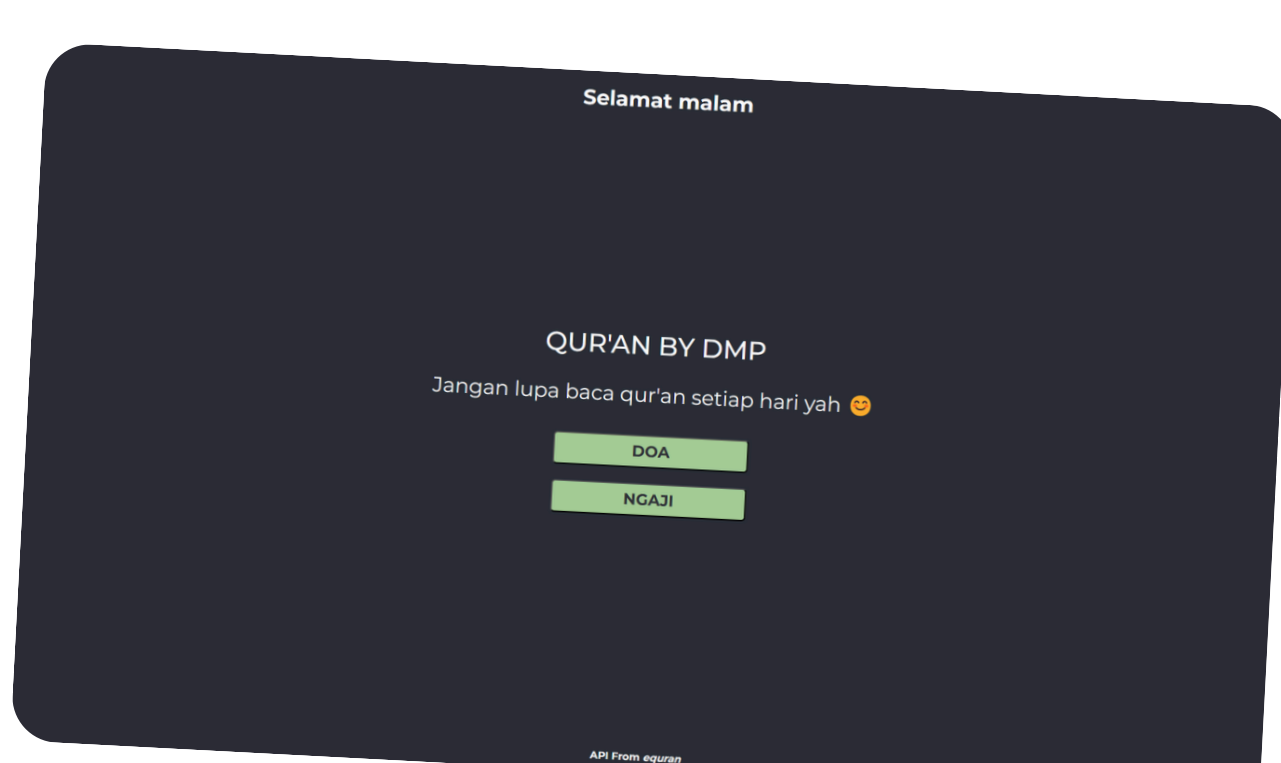 Selamat malam
QUR'AN BY DMP
Jangan lupa baca qur'an setiap hari yah 😊
DOA
NGAJI
API From equran